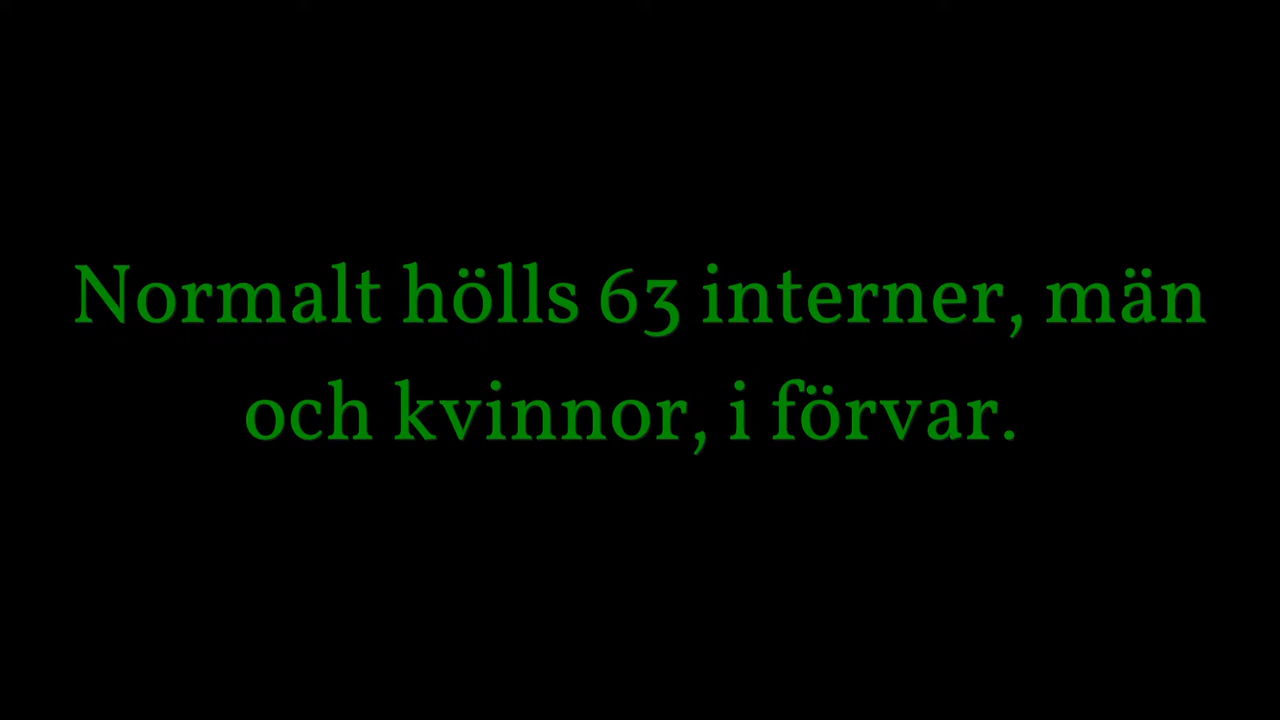 Normalt hölls 63 interner, män
och kvinnor, i förvar.